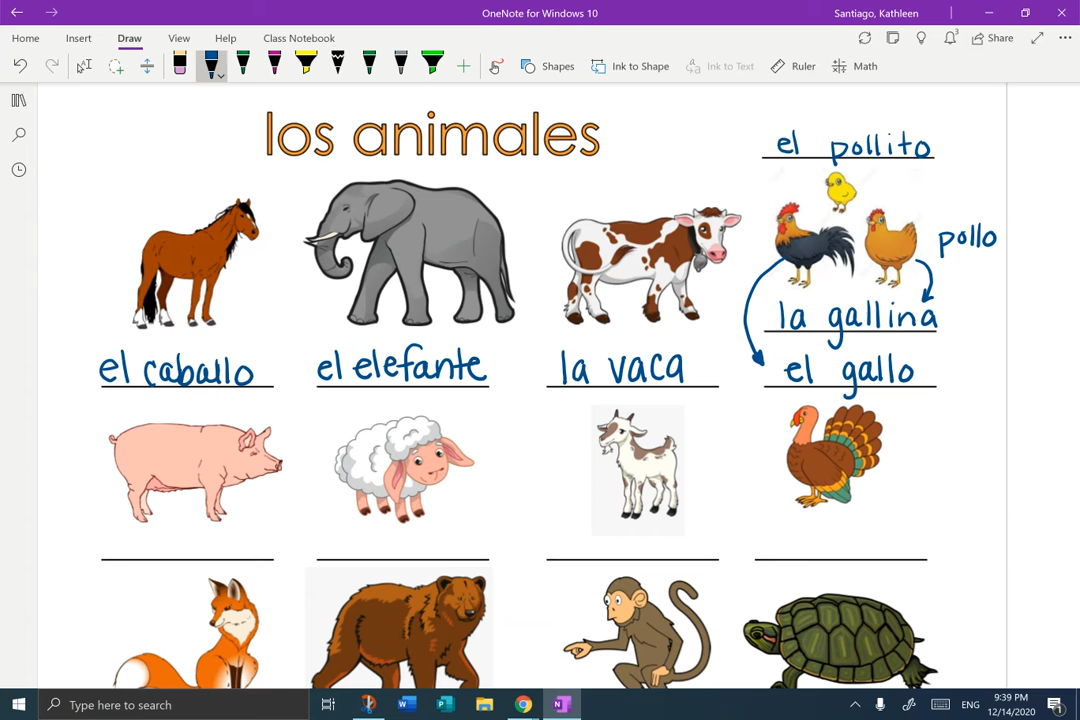 OneNote for Windows 10
Santiago, Kathleen
Home Insert Draw View Help Class Notebook
Share
Shapes Ink to Shape Ink to Text Ruler Math
los animales
el pollito
pollo
la gallina
el caballo
el elefante
la vaca
el gallo
Type here to search
ENG
9:39 PM
12/14/2020